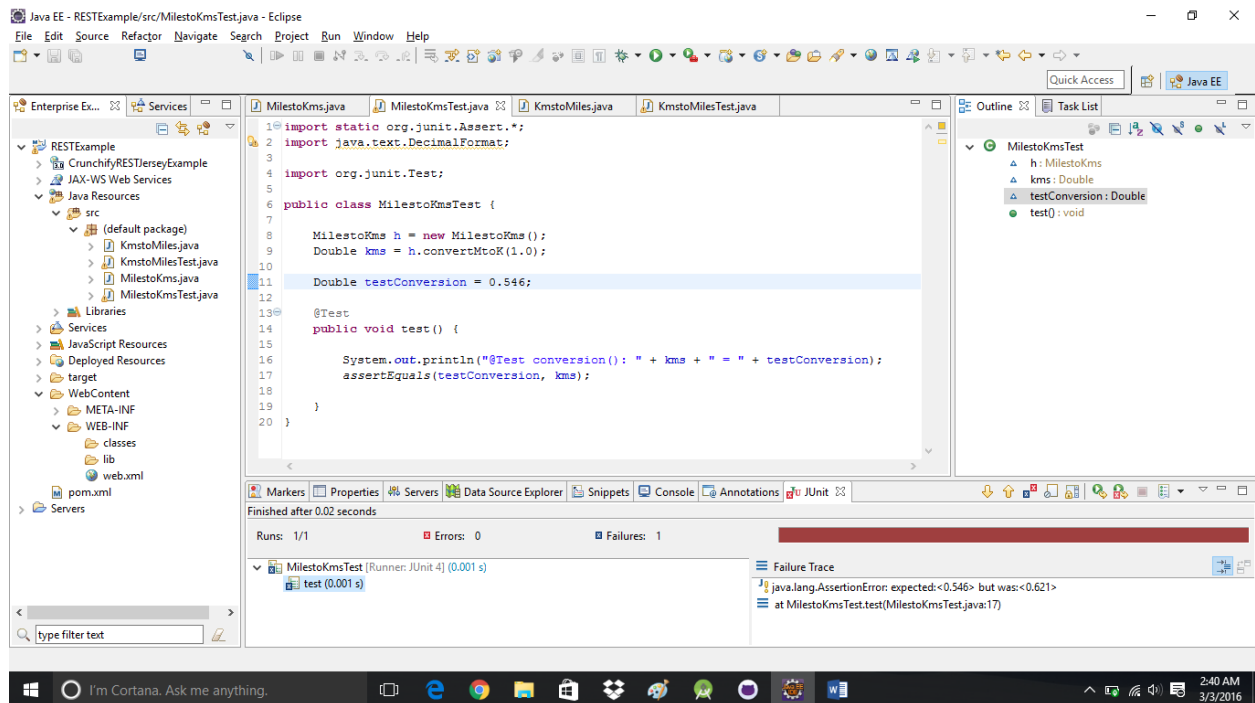 Java EE - RESTExample/src/MilestoKmsTest.java - Eclipse
File Edit Source Refactor Navigate Search Project Run Window Help
Quick Access Java EE
Enterprise Ex... Services
RESTExample
CrunchifyRESTJerseyExample
JAX-WS Web Services
Java Resources
src
(default package)
KmstoMiles.java
KmstoMilesTest.java
MilestoKms.java
MilestoKmsTest.java
Libraries
Services
JavaScript Resources
Deployed Resources
target
WebContent
META-INF
WEB-INF
classes
lib
web.xml
pom.xml
Servers
type filter text
MilestoKms.java MilestoKmsTest.java KmstoMiles.java KmstoMilesTest.java
1 import static org.junit.Assert.*;
2 import java.text.DecimalFormat;
3
4 import org.junit.Test;
5
6 public class MilestoKmsTest {
7
8 MilestoKms h = new MilestoKms();
9 Double kms = h.convertMtoK(1.0);
10
11 Double testConversion = 0.546;
12
13 @Test
14 public void test() {
15
16 System.out.println("@Test conversion(): " + kms + " = " + testConversion);
17 assertEquals(testConversion, kms);
18
19 }
20 }
Outline Task List
MilestoKmsTest
h : MilestoKms
kms : Double
testConversion : Double
test() : void
Markers Properties Servers Data Source Explorer Snippets Console Annotations JUnit
Finished after 0.02 seconds
Runs: 1/1 Errors: 0 Failures: 1
MilestoKmsTest [Runner: JUnit 4] (0.001 s)
test (0.001 s)
Failure Trace
java.lang.AssertionError: expected:<0.546> but was:<0.621>
at MilestoKmsTest.test(MilestoKmsTest.java:17)
I'm Cortana. Ask me anything.
2:40 AM
3/3/2016